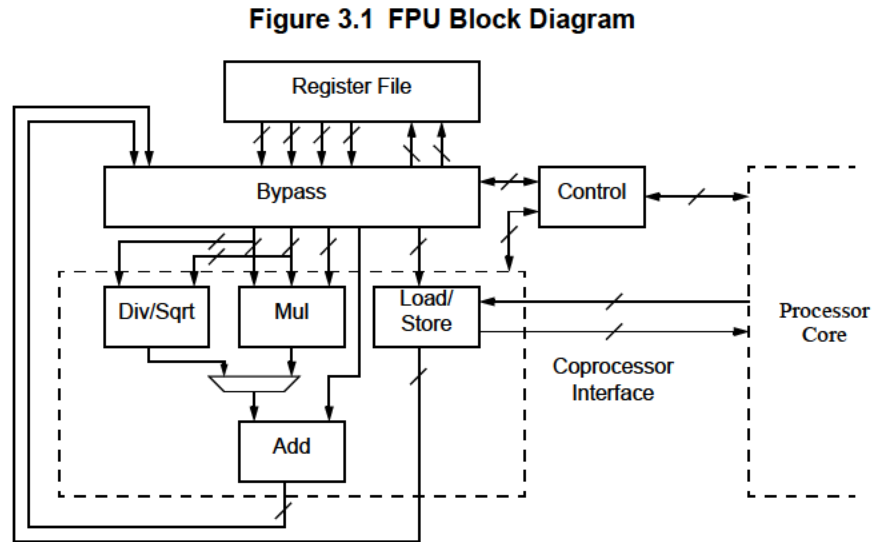 Figure 3.1 FPU Block Diagram
Register File
Bypass
Control
Div/Sqrt
Mul
Load/
Store
Processor
Core
Coprocessor
Interface
Add